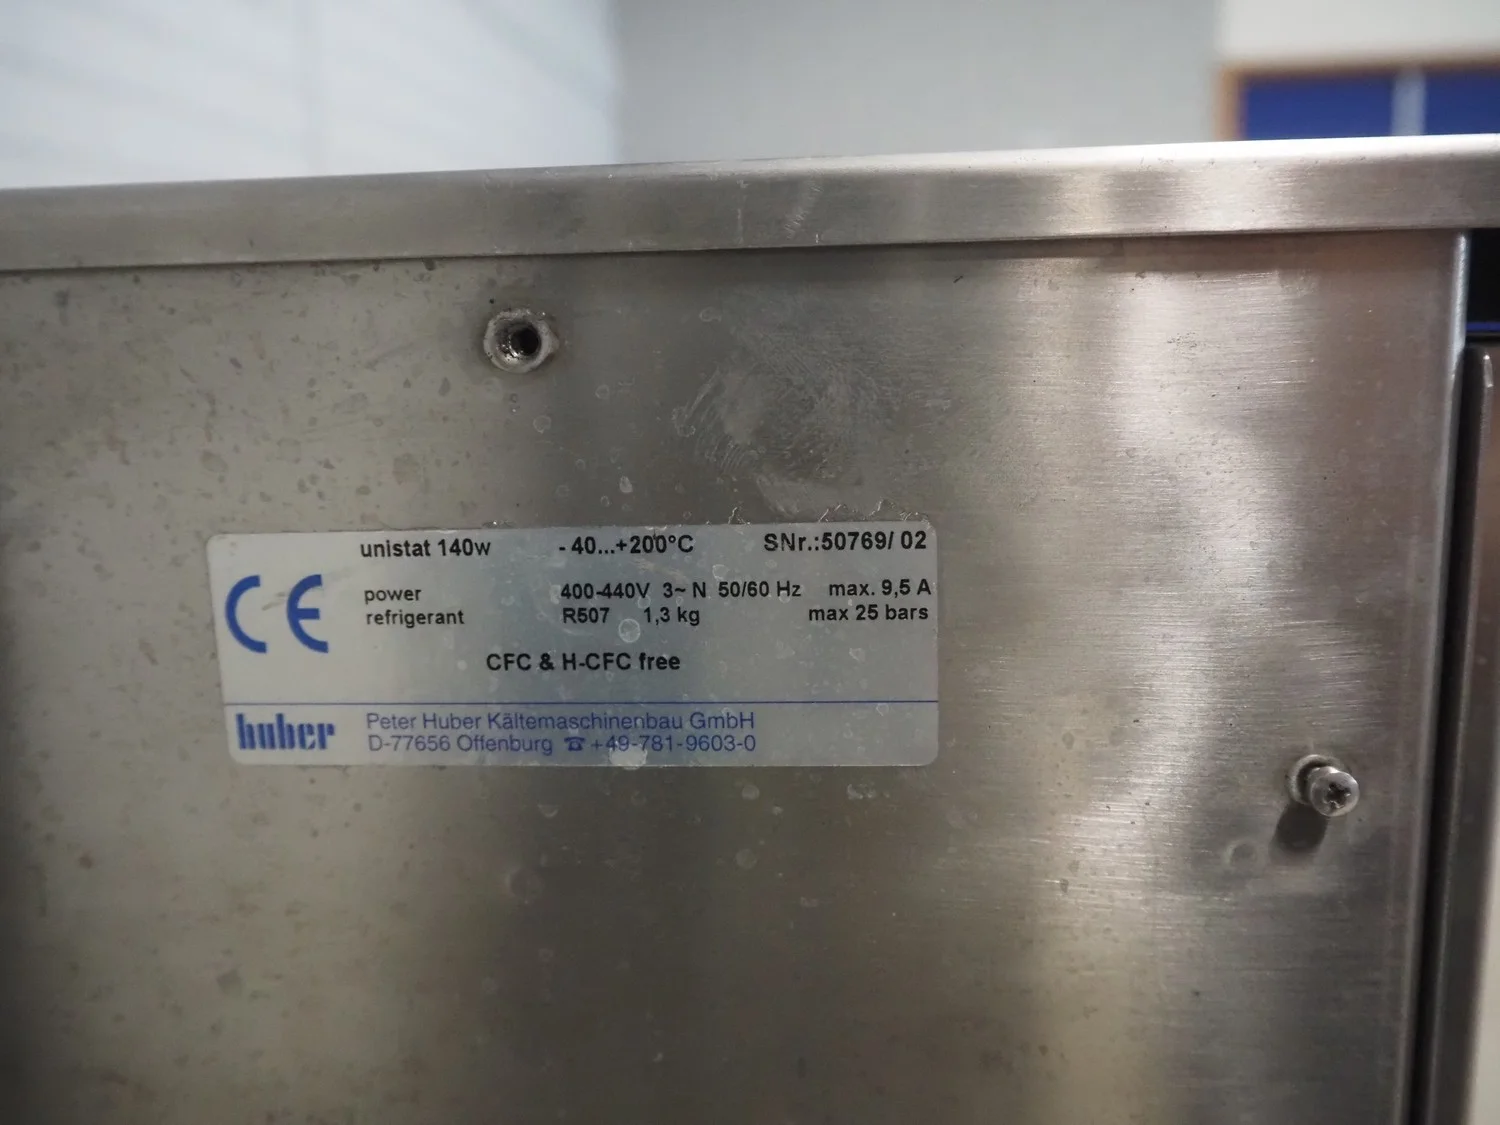 unistat 140w - 40...+200°C SNr.:50769/ 02
power 400-440V 3~ N 50/60 Hz max. 9,5 A
refrigerant R507 1,3 kg max 25 bars
CE
CFC & H-CFC free
huber Peter Huber Kältemaschinenbau GmbH
D-77656 Offenburg ☎ +49-781-9603-0